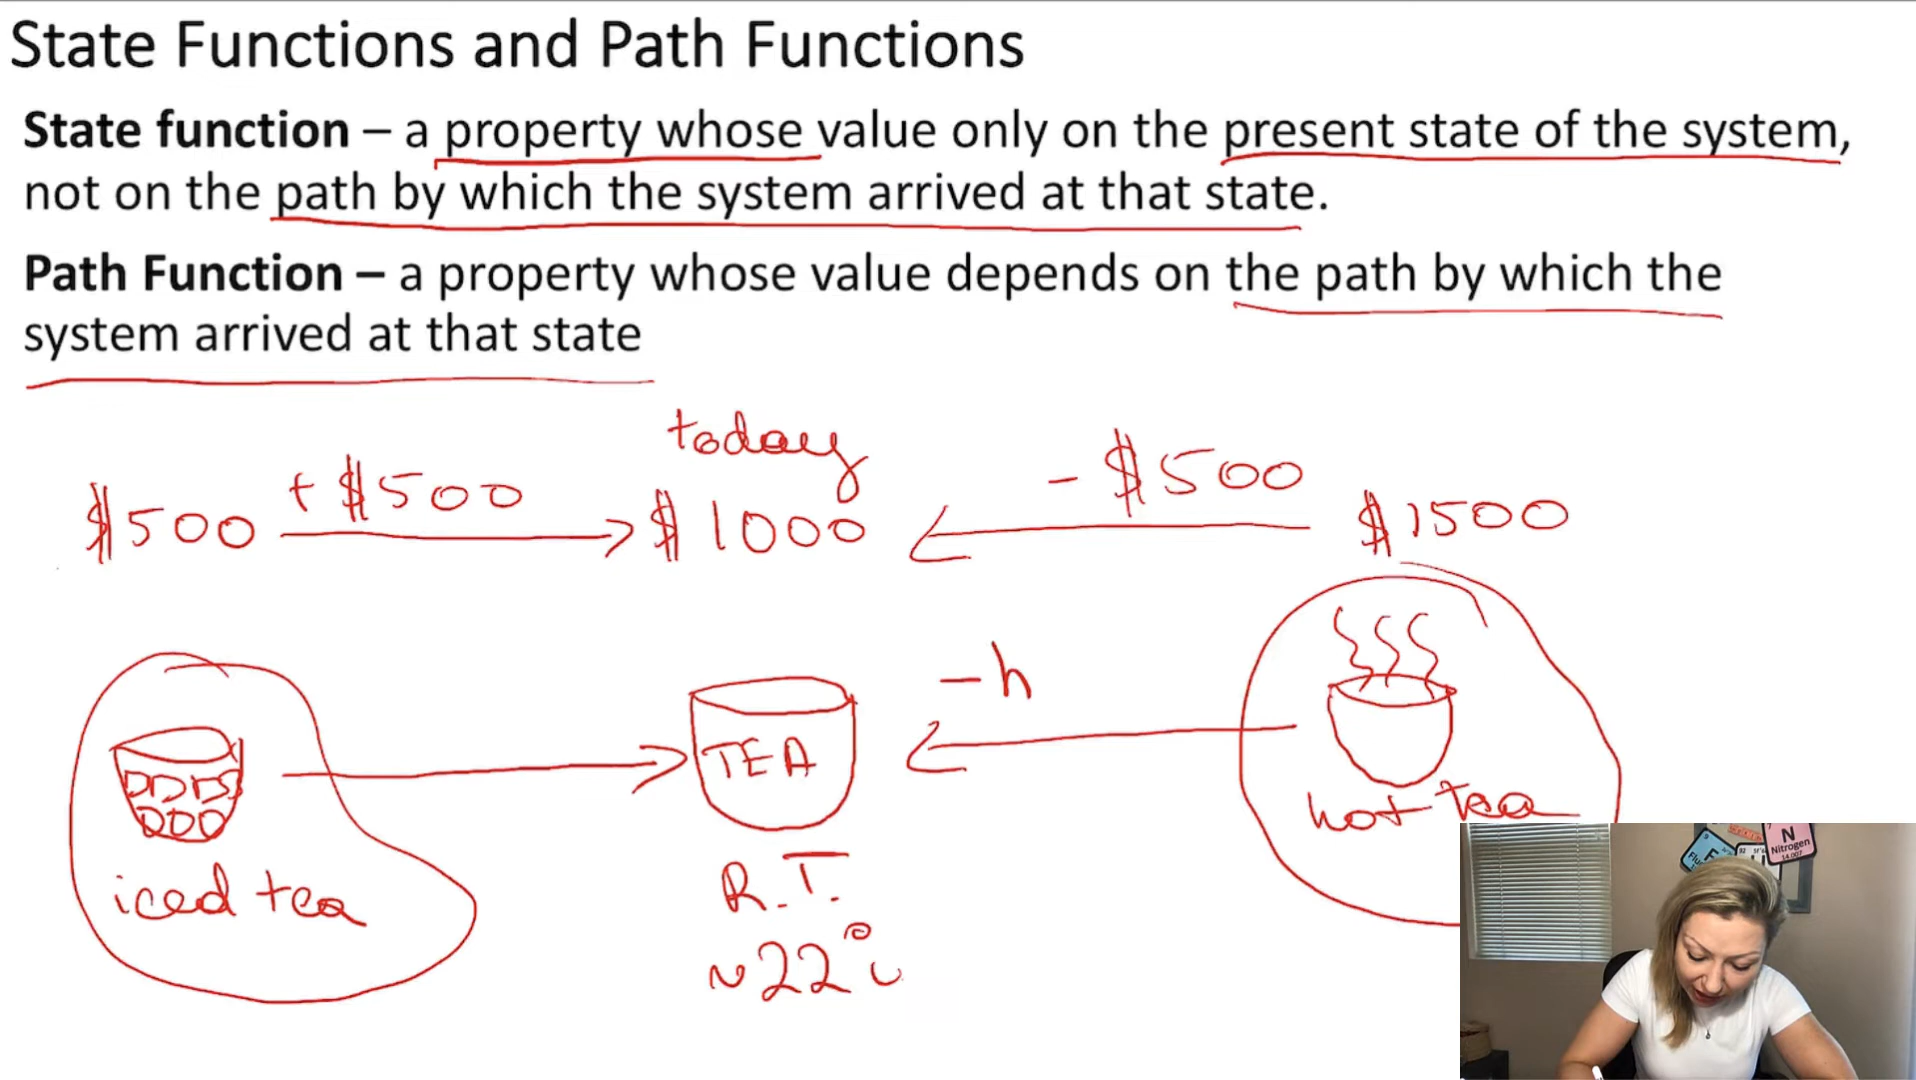 State Functions and Path Functions
State function – a property whose value only on the present state of the system,
not on the path by which the system arrived at that state.
Path Function – a property whose value depends on the path by which the
system arrived at that state
today
$500 + $500 $1000 - $500 $1500
- h
TEA
hot tea
iced tea
R.T.
~22°
N
Nitrogen
14.007
F